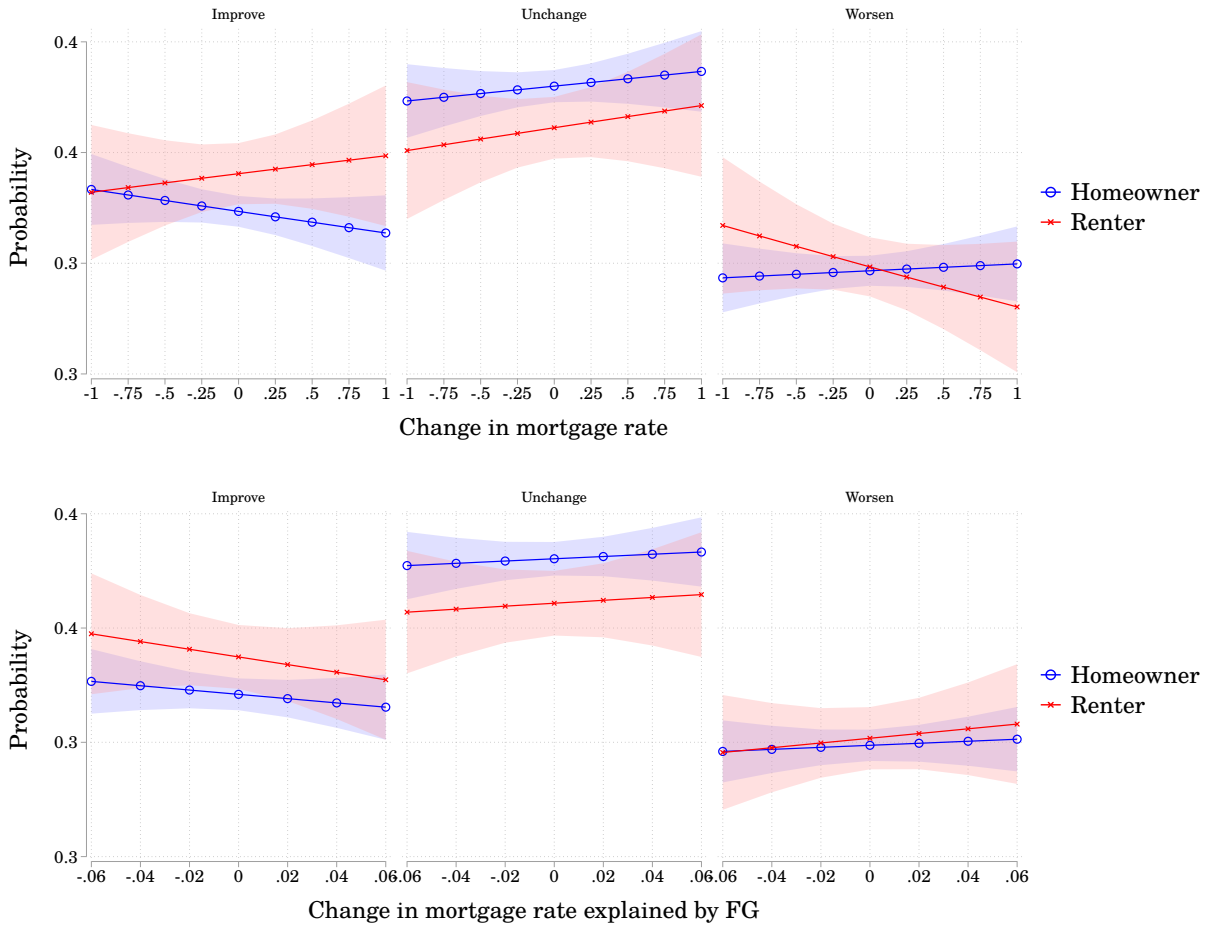 Improve Unchange Worsen
0.4
0.4
0.3
0.3
Probability
-1 -.75 -.5 -.25 0 .25 .5 .75 1 -1 -.75 -.5 -.25 0 .25 .5 .75 1 -1 -.75 -.5 -.25 0 .25 .5 .75 1
Change in mortgage rate
Homeowner
Renter
Improve Unchange Worsen
0.4
0.4
0.3
0.3
Probability
-.06 -.04 -.02 0 .02 .04 .06 -.06 -.04 -.02 0 .02 .04 .06 -.06 -.04 -.02 0 .02 .04 .06
Change in mortgage rate explained by FG
Homeowner
Renter